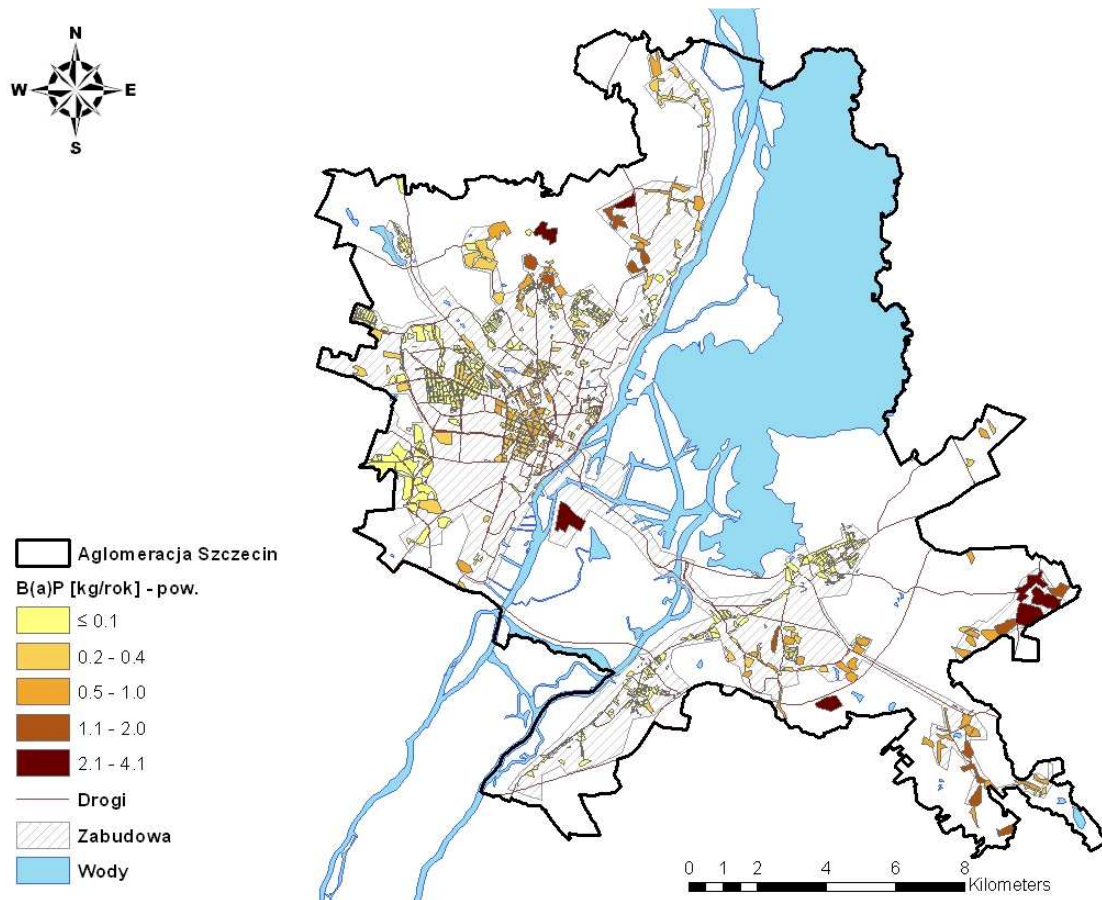 N
W E
S
Aglomeracja Szczecin
B(a)P [kg/rok] - pow.
≤ 0.1
0.2 - 0.4
0.5 - 1.0
1.1 - 2.0
2.1 - 4.1
Drogi
Zabudowa
Wody
0 1 2 4 6 8
Kilometers